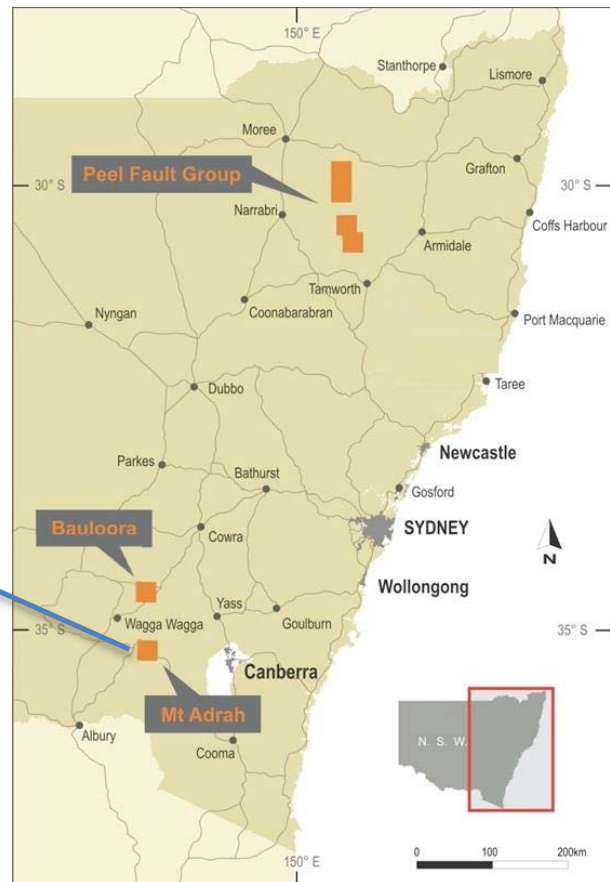 150° E
Stanthorpe
Lismore
Moree
Peel Fault Group
Grafton
30° S
30° S
Narrabri
Coffs Harbour
Armidale
Tamworth
Coonabarabran
Nyngan
Port Macquarie
Taree
Dubbo
Newcastle
Parkes
Bathurst
Gosford
Bauloora
Cowra
SYDNEY
N
Wollongong
Yass
Wagga Wagga
Goulburn
35° S
35° S
Canberra
Mt Adrah
Albury
Cooma
N. S. W.
0 100 200km
150° E